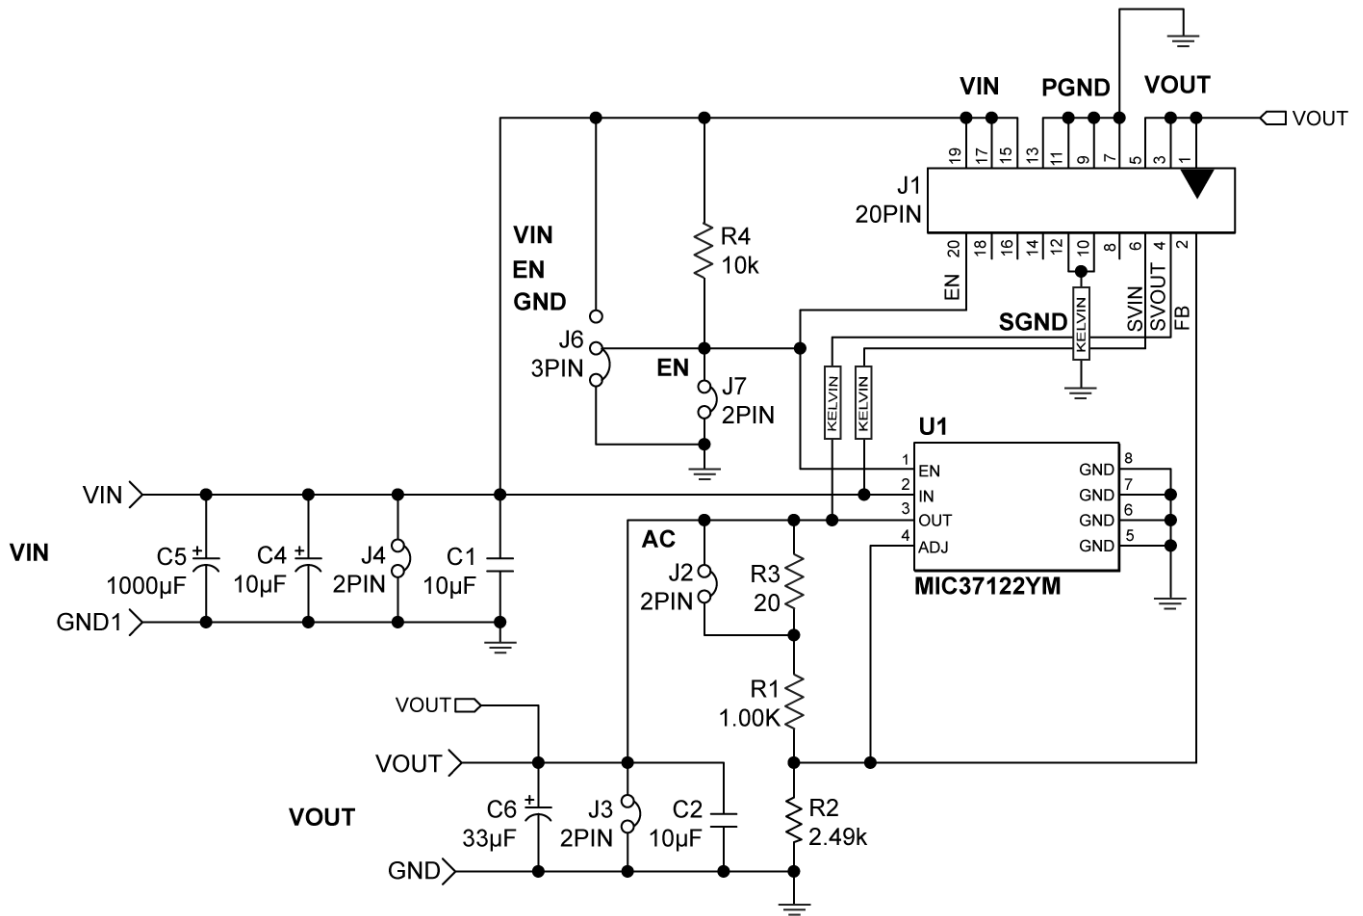 VIN PGND VOUT
VOUT
19 17 15 13 11 9 7 5 3 1
J1
20PIN
20 18 16 14 12 10 8 6 4 2
EN
SVIN
SVOUT
FB
SGND
KELVIN
KELVIN
KELVIN
R4
10k
VIN
EN
GND
J6
3PIN
EN
J7
2PIN
U1
1 EN
2 IN
3 OUT
4 ADJ
GND 8
GND 7
GND 6
GND 5
MIC37122YM
VIN
VIN
C5 +
1000µF
C4 +
10µF
J4
2PIN
C1
10µF
GND1
AC
J2
2PIN
R3
20
R1
1.00K
VOUT
VOUT
VOUT
C6 +
33µF
J3
2PIN
C2
10µF
R2
2.49k
GND